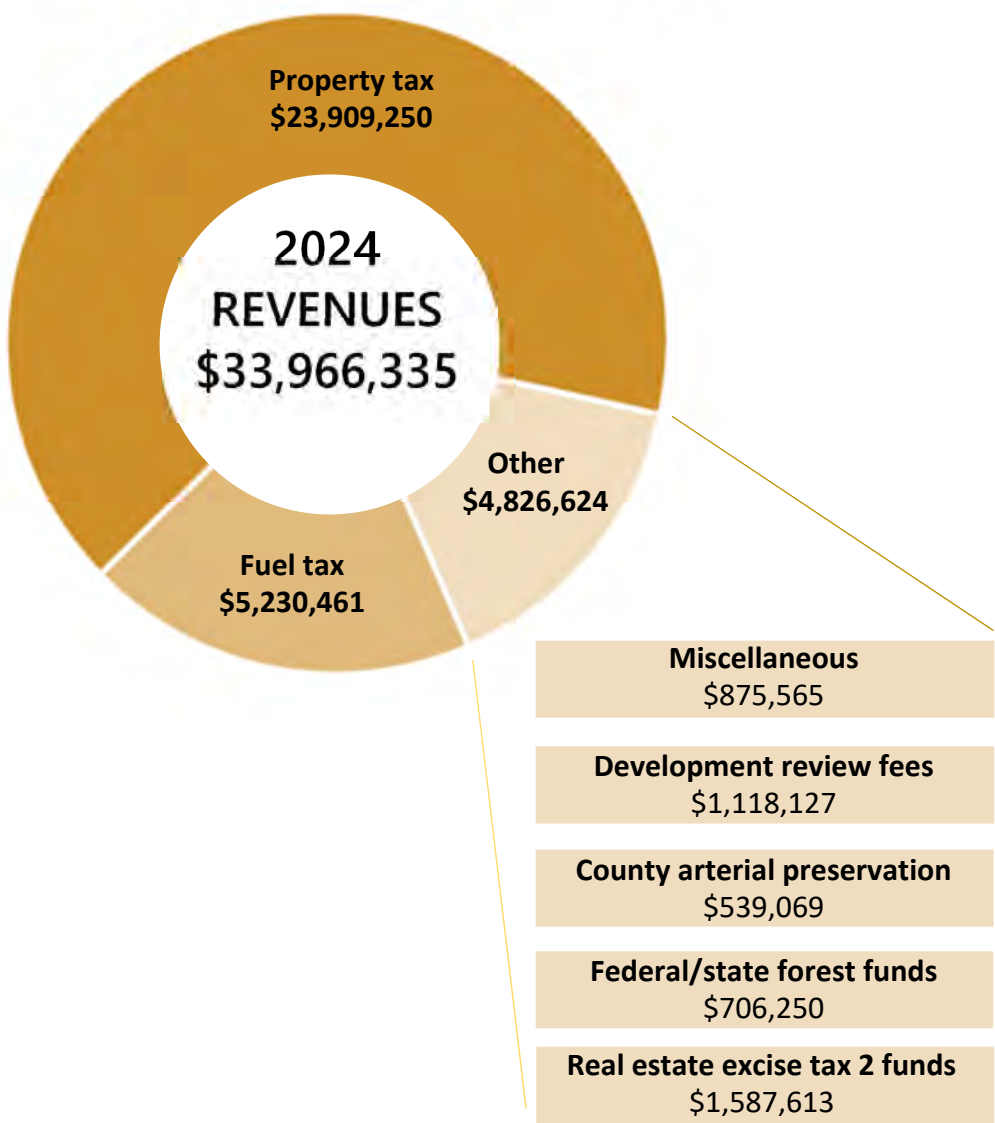 Property tax
$23,909,250
2024
REVENUES
$33,966,335
Other
$4,826,624
Fuel tax
$5,230,461
Miscellaneous
$875,565
Development review fees
$1,118,127
County arterial preservation
$539,069
Federal/state forest funds
$706,250
Real estate excise tax 2 funds
$1,587,613